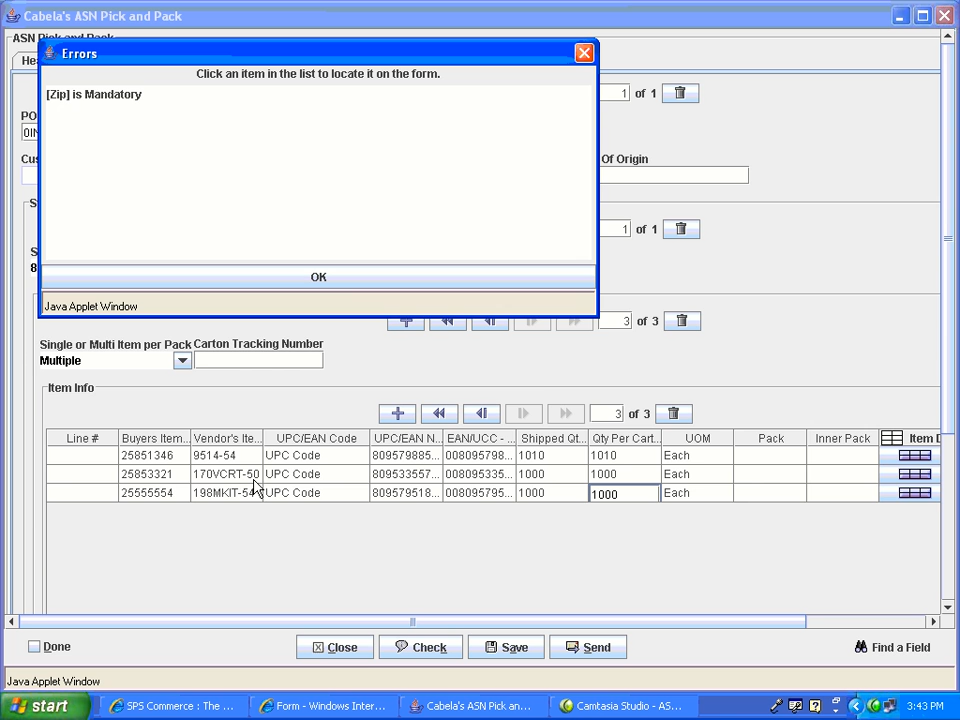 Cabela's ASN Pick and Pack
ASN Pick and Pack
Errors
Click an item in the list to locate it on the form.
[Zip] is Mandatory
OK
Java Applet Window
He
1 of 1
PO
0IN
Cus
Of Origin
S
1 of 1
S
8
3 of 3
Single or Multi Item per Pack Carton Tracking Number
Multiple
Item Info
3 of 3
Line # Buyers Item... Vendor's Ite... UPC/EAN Code UPC/EAN N... EAN/UCC - ... Shipped Qt... Qty Per Cart... UOM Pack Inner Pack Item D
25851346 9514-54 UPC Code 809579885... 008095798... 1010 1010 Each
25853321 170VCRT-50 UPC Code 809533557... 008095335... 1000 1000 Each
25555554 198MKIT-54 UPC Code 809579518... 008095795... 1000 1000 Each
Done Close Check Save Send Find a Field
Java Applet Window
start SPS Commerce : The ... Form - Windows Inter... Cabela's ASN Pick an... Camtasia Studio - AS... 3:43 PM